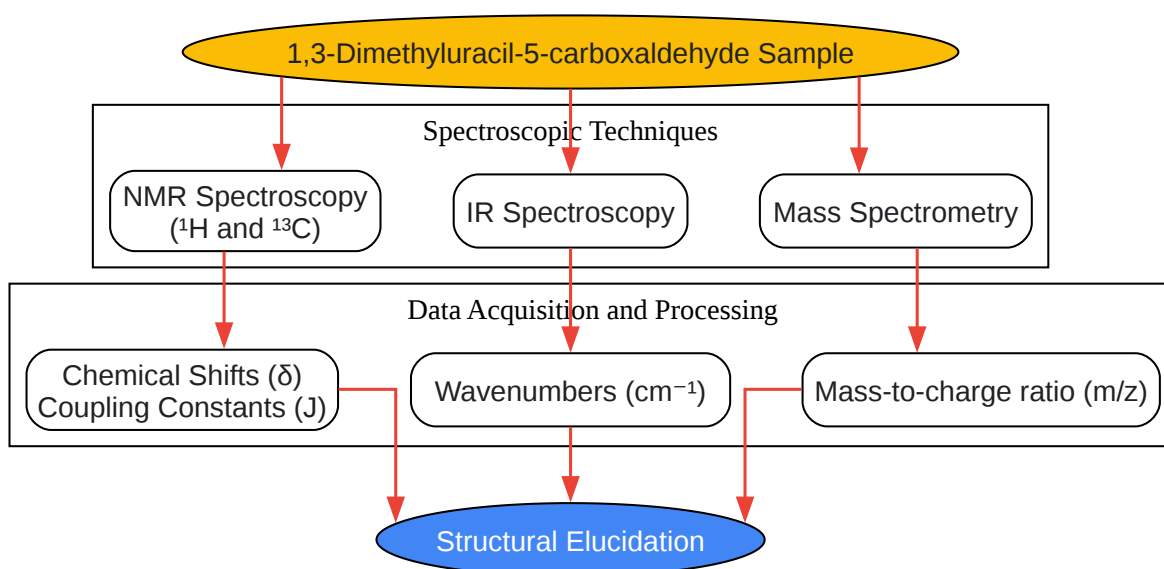 1,3-Dimethyluracil-5-carboxaldehyde Sample
Spectroscopic Techniques
NMR Spectroscopy
(¹H and ¹³C)
IR Spectroscopy
Mass Spectrometry
Data Acquisition and Processing
Chemical Shifts (δ)
Coupling Constants (J)
Wavenumbers (cm⁻¹)
Mass-to-charge ratio (m/z)
Structural Elucidation